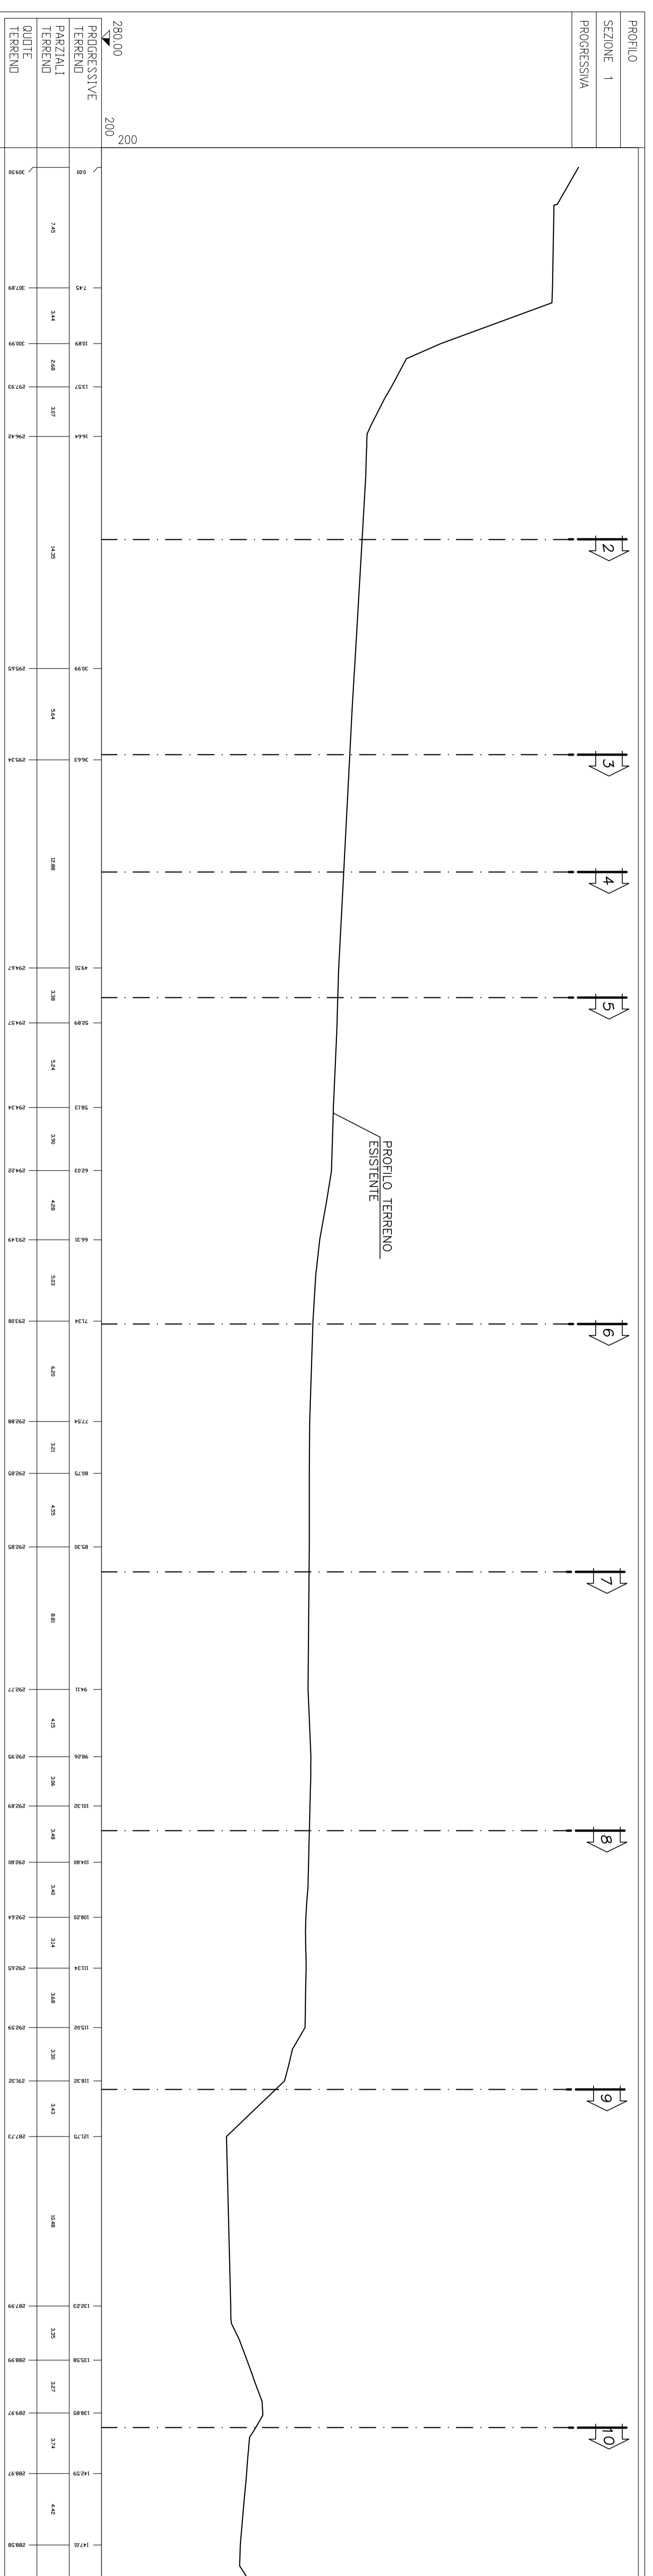 PROFILO
SEZIONE 1
PROGRESSIVA
2
3
4
5
6
7
8
9
10
PROFILO TERRENO
ESISTENTE
280.00
200
200
PROGRESSIVE
TERRENO
0.00 7.45 10.89 13.57 16.64 30.99 36.63 49.51 52.89 58.13 62.03 66.31 71.34 77.54 80.75 85.30 94.11 98.26 101.32 104.80 108.20 111.34 115.02 118.32 121.75 132.23 135.58 138.85 142.59 147.01
PARZIALI
TERRENO
7.45 3.44 2.68 3.07 14.35 5.64 12.88 3.38 5.24 3.90 4.28 5.03 6.20 3.21 4.55 8.81 4.15 3.06 3.48 3.40 3.14 3.68 3.30 3.43 10.48 3.35 3.27 3.74 4.42
QUOTE
TERRENO
309.50 307.89 300.99 297.93 296.42 295.65 295.34 294.67 294.57 294.34 294.22 293.49 293.08 292.88 292.85 292.85 292.77 292.95 292.89 292.80 292.64 292.65 292.59 291.32 287.73 287.99 288.99 289.97 288.97 288.58